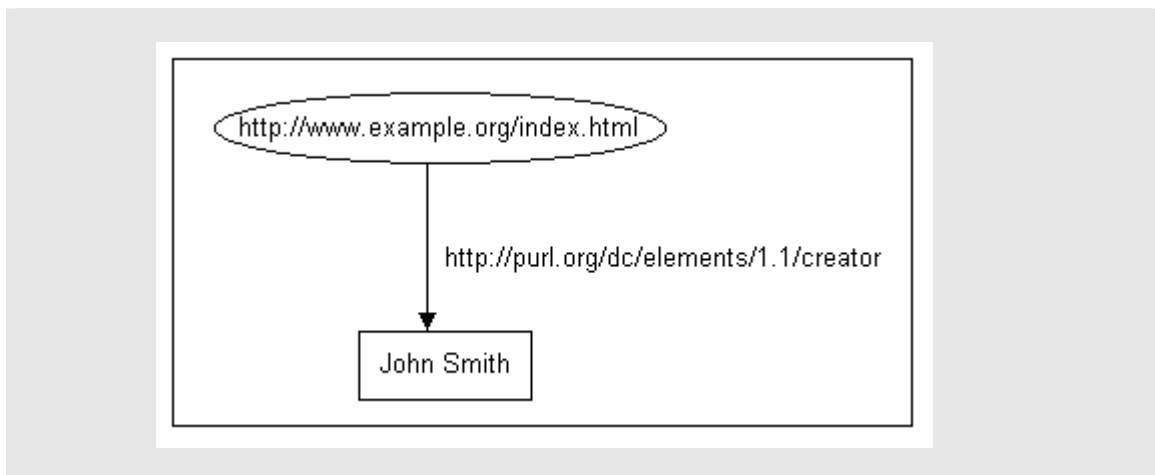 http://www.example.org/index.html
http://purl.org/dc/elements/1.1/creator
John Smith